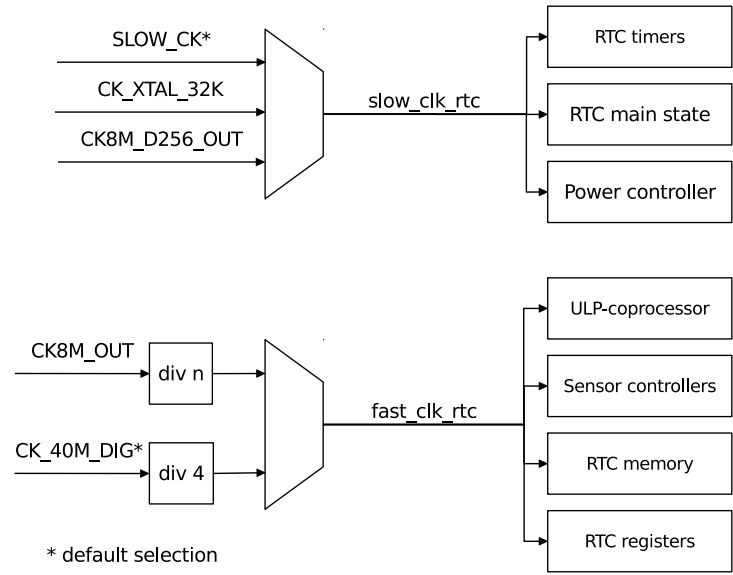 SLOW_CK*
CK_XTAL_32K
CK8M_D256_OUT
slow_clk_rtc
RTC timers
RTC main state
Power controller
CK8M_OUT
div n
CK_40M_DIG*
div 4
fast_clk_rtc
ULP-coprocessor
Sensor controllers
RTC memory
RTC registers
* default selection